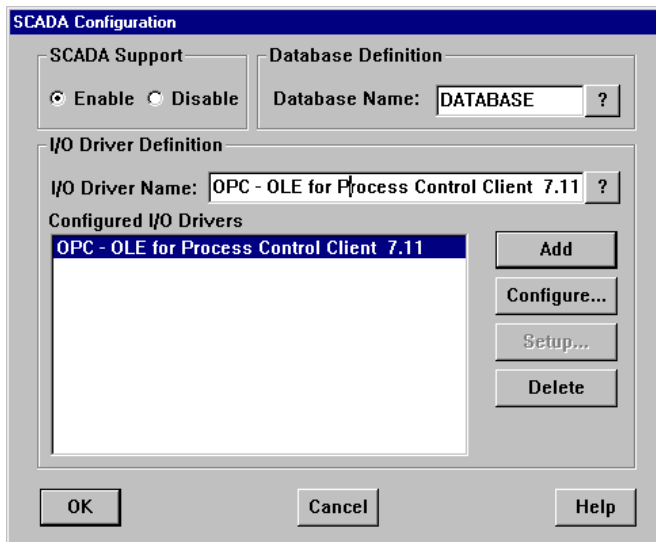 SCADA Configuration
SCADA Support
Enable Disable
Database Definition
Database Name: DATABASE ?
I/O Driver Definition
I/O Driver Name: OPC - OLE for Process Control Client 7.11 ?
Configured I/O Drivers
OPC - OLE for Process Control Client 7.11
Add
Configure...
Setup...
Delete
OK Cancel Help